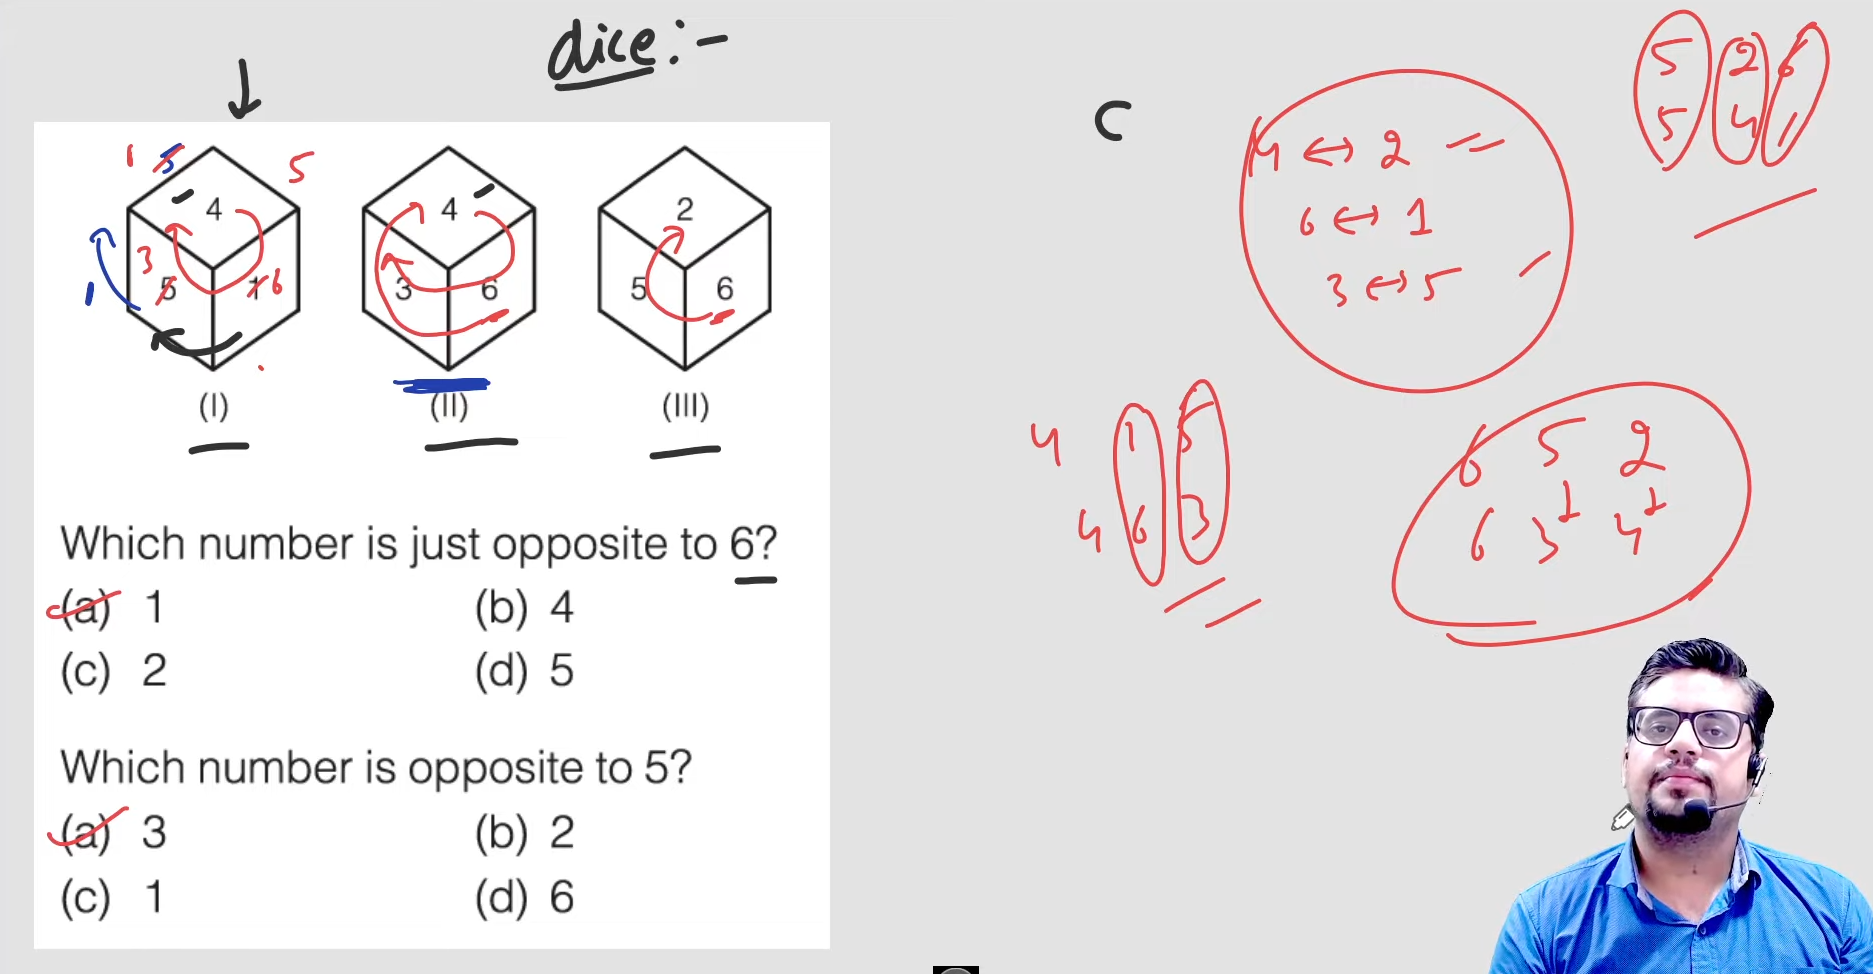 dice:-
C
5 2 6
5 4 1
4 ↔ 2
6 ↔ 1
3 ↔ 5
1 5 5
4
3
5 1 6
1
(I)
4
3 6
(II)
2
5 6
(III)
4 1 5
4 6 3
6 5 2
6 3 4
Which number is just opposite to 6?
(a) 1
(b) 4
(c) 2
(d) 5
Which number is opposite to 5?
(a) 3
(b) 2
(c) 1
(d) 6